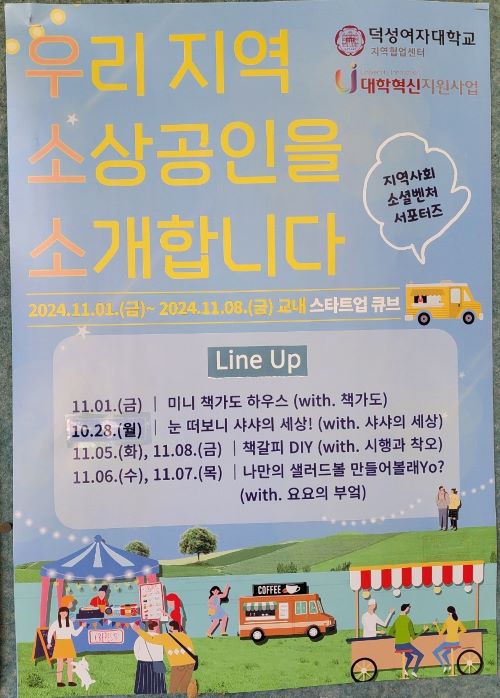 우리 지역
소상공인을
소개합니다
덕성여자대학교
지역협업센터
University Innovation
대학혁신지원사업
지역사회
소셜벤처
서포터즈
2024.11.01.(금)~ 2024.11.08.(금) 교내 스타트업 큐브
Line Up
11.01.(금) | 미니 책가도 하우스 (with. 책가도)
10.28.(월) | 눈 떠보니 샤샤의 세상! (with. 샤샤의 세상)
11.05.(화), 11.08.(금) | 책갈피 DIY (with. 시행과 착오)
11.06.(수), 11.07.(목) | 나만의 샐러드볼 만들어볼래Yo?
(with. 요요의 부엌)
COFFEE